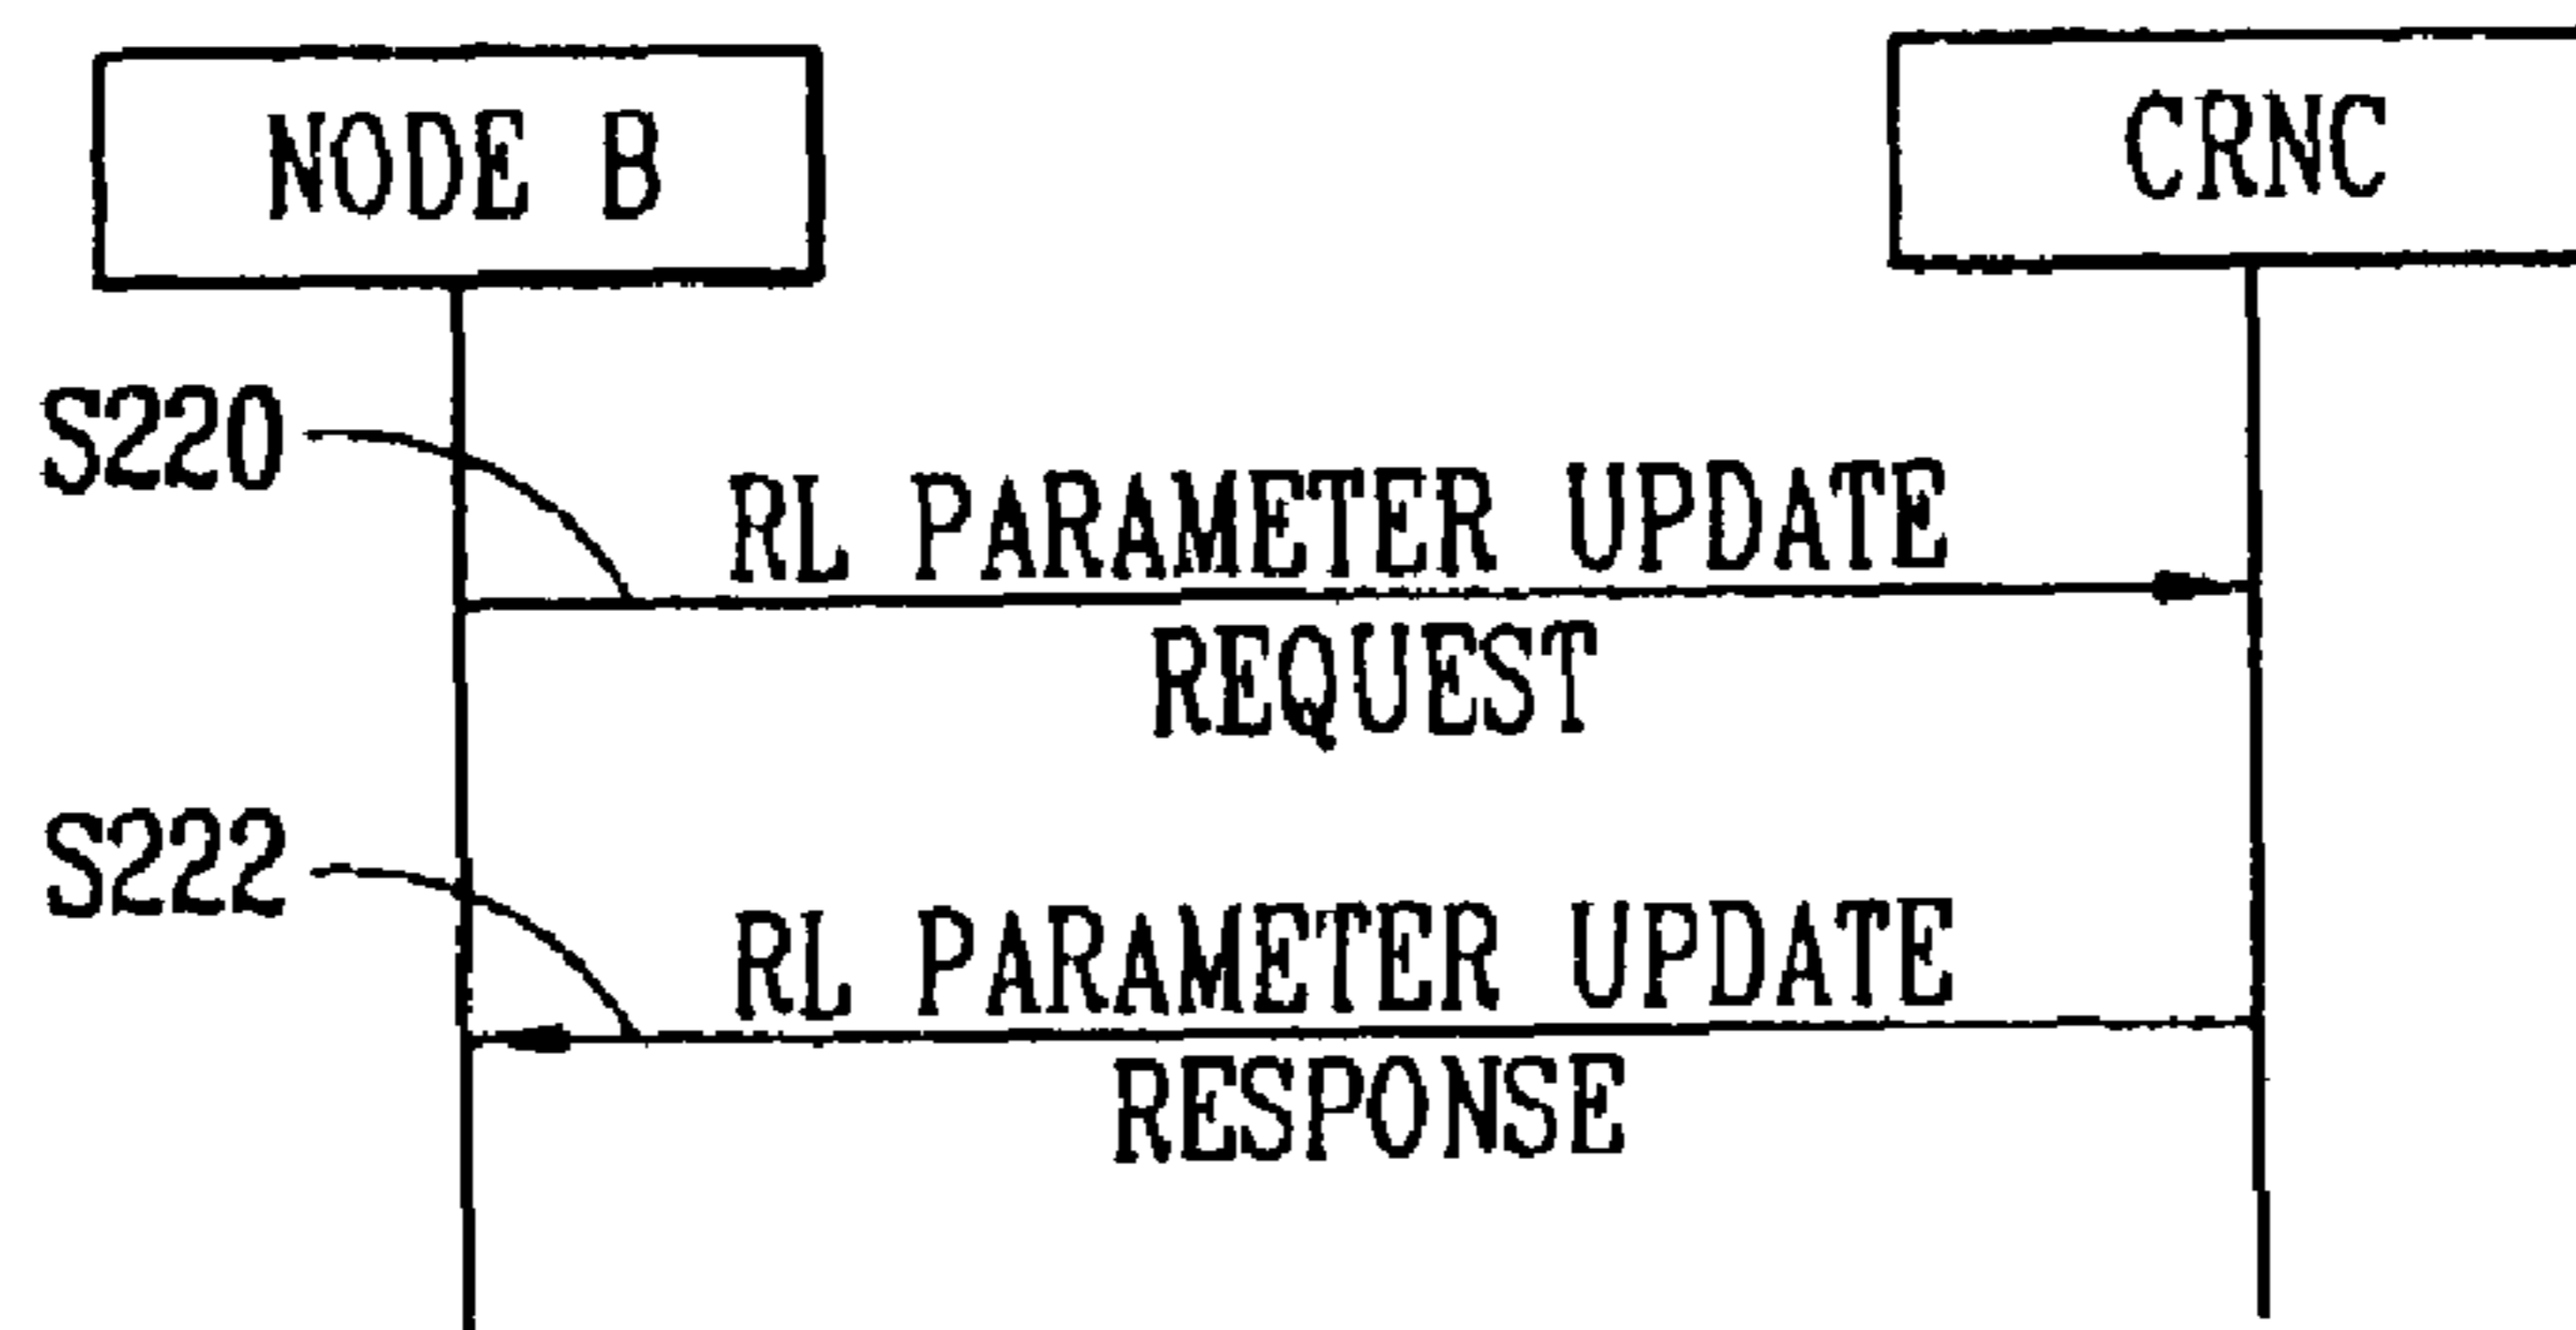 NODE B
CRNC
S220
RL PARAMETER UPDATE
REQUEST
S222
RL PARAMETER UPDATE
RESPONSE